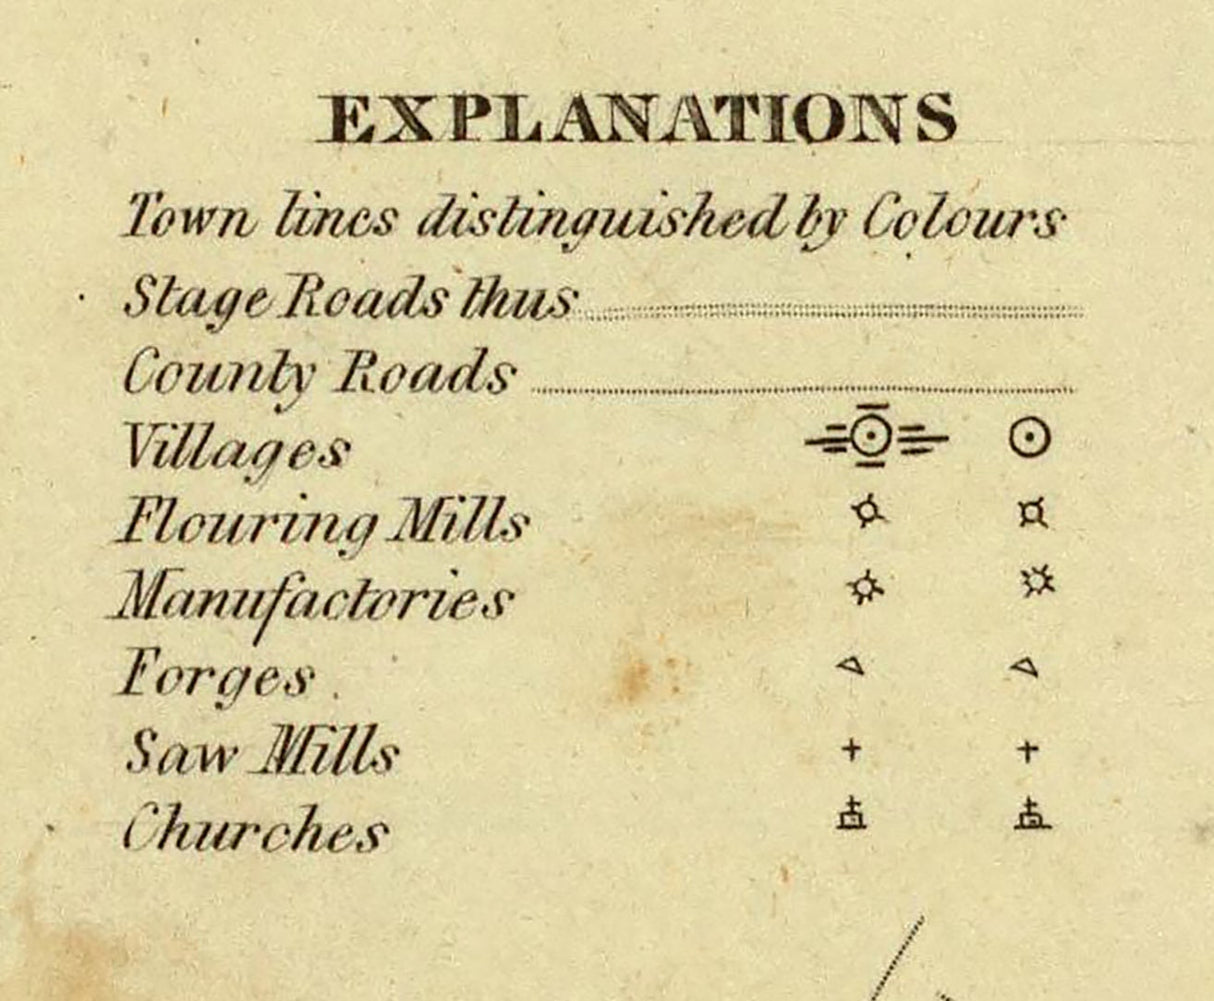 EXPLANATIONS
Town lines distinguished by Colours
Stage Roads thus
County Roads
Villages
Flouring Mills
Manufactories
Forges
Saw Mills
Churches